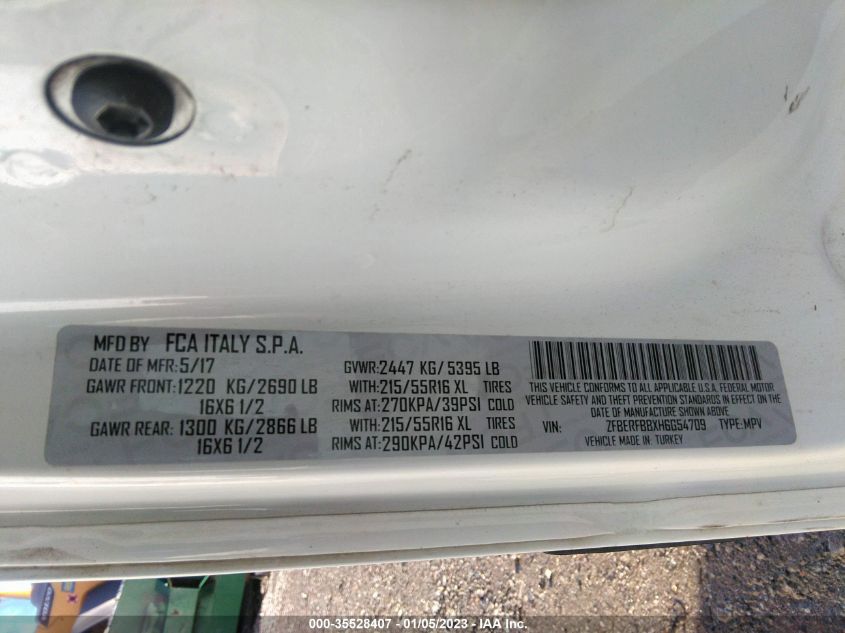 MFD BY FCA ITALY S.P.A.
DATE OF MFR:5/17 GVWR:2447 KG/5395 LB
GAWR FRONT:1220 KG/2690 LB WITH:215/55R16 XL TIRES
16X6 1/2 RIMS AT:270KPA/39PSI COLD
GAWR REAR: 1300 KG/2866 LB WITH:215/55R16 XL TIRES
16X6 1/2 RIMS AT:290KPA/42PSI COLD
THIS VEHICLE CONFORMS TO ALL APPLICABLE U.S.A. FEDERAL MOTOR
VEHICLE SAFETY AND THEFT PREVENTION STANDARDS IN EFFECT ON THE
DATE OF MANUFACTURE SHOWN ABOVE
VIN: ZFBERFBBXH6G54709 TYPE:MPV
VEHICLE MADE IN: TURKEY
000-35528407 - 01/05/2023 - IAA Inc.